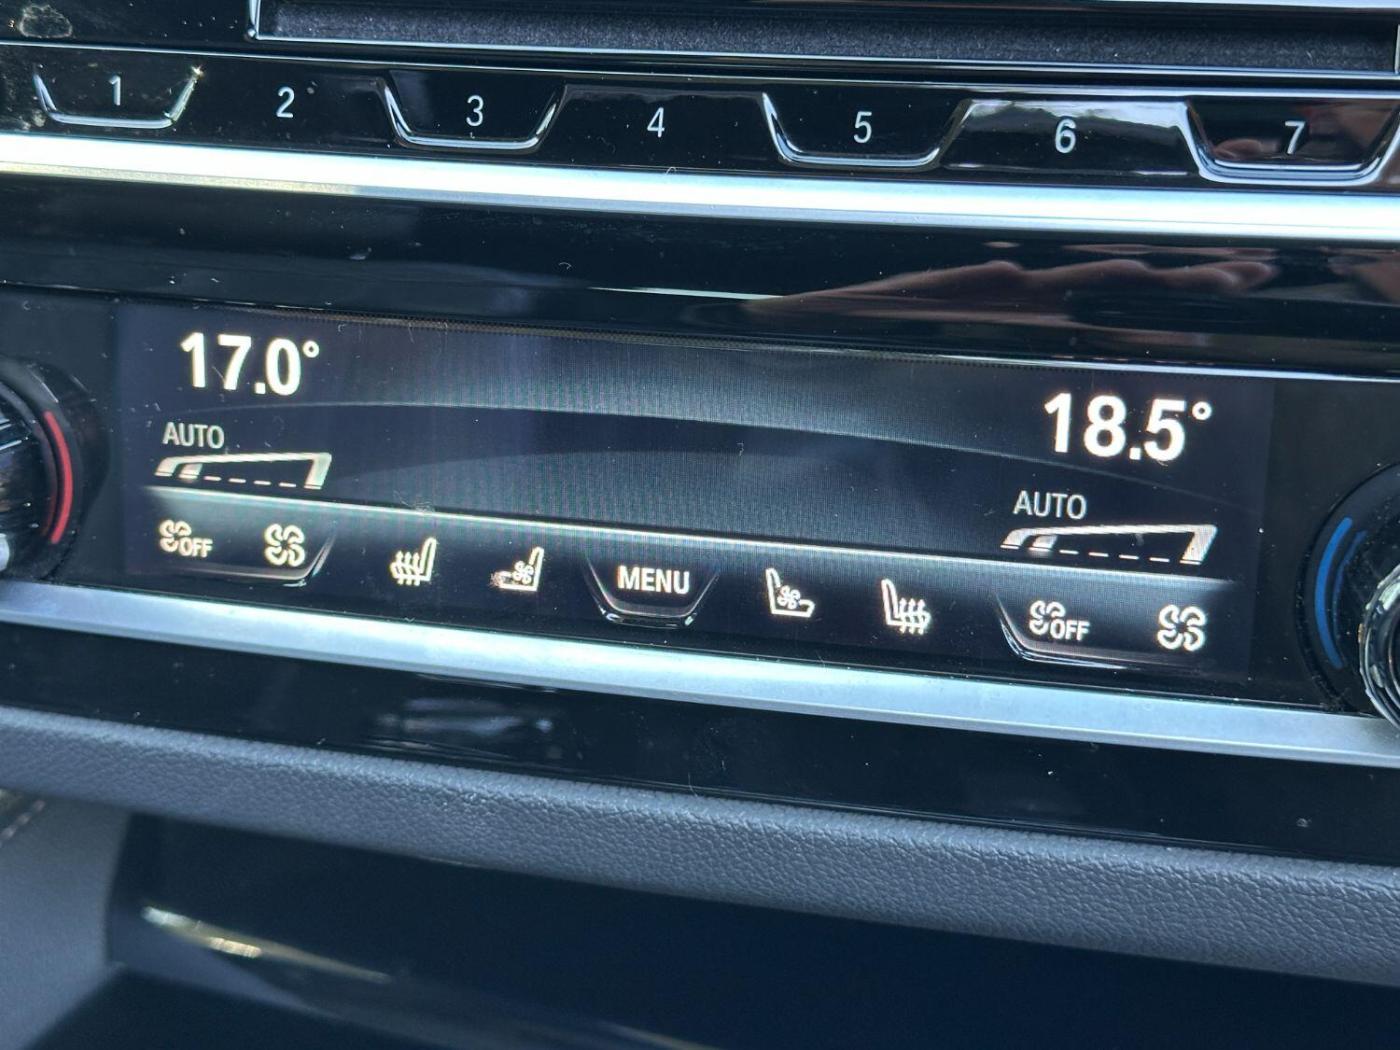 1 2 3 4 5 6 7
17.0° 18.5°
AUTO AUTO
OFF MENU OFF